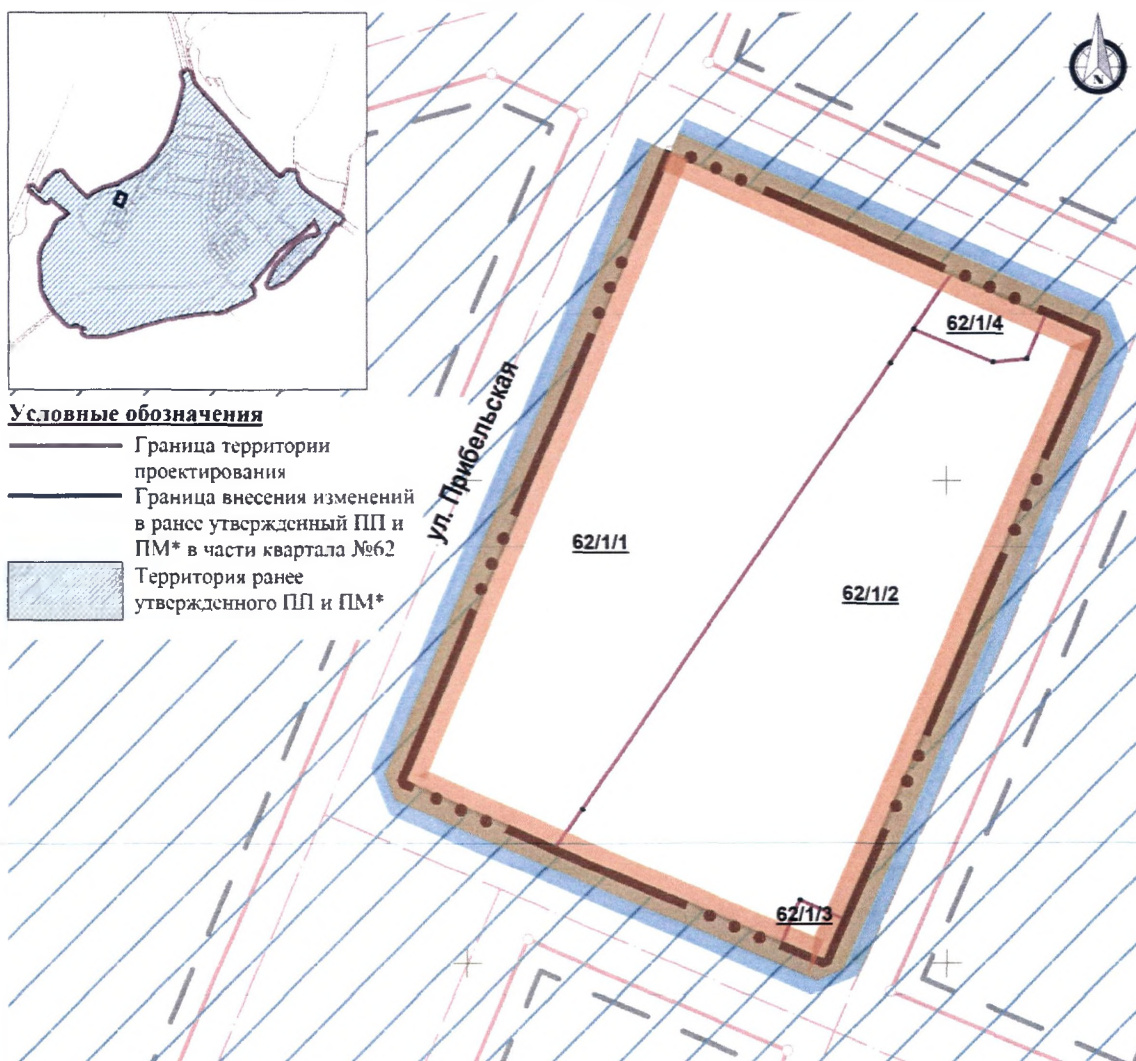 N
Условные обозначения
Граница территории
проектирования
Граница внесения изменений
в ранее утвержденный ПП и
ПМ* в части квартала №62
Территория ранее
утвержденного ПП и ПМ*
ул. Прибельская
62/1/4
62/1/1
62/1/2
62/1/3